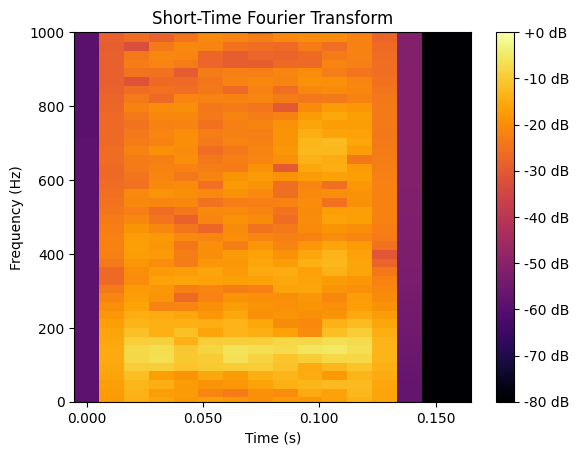 Short-Time Fourier Transform
Frequency (Hz)
1000
800
600
400
200
0
0.000
0.050
0.100
0.150
Time (s)
+0 dB
-10 dB
-20 dB
-30 dB
-40 dB
-50 dB
-60 dB
-70 dB
-80 dB